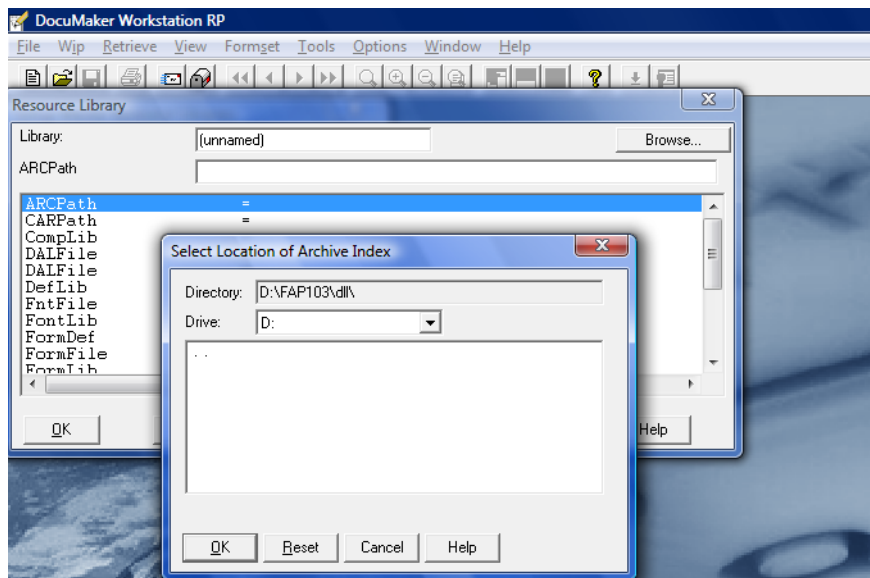 DocuMaker Workstation RP
File Wip Retrieve View Formset Tools Options Window Help
Resource Library
Library: (unnamed) Browse...
ARCPath
ARCPath =
CARPath =
CompLib
DALFile
DALFile
DefLib
FntFile
FontLib
FormDef
FormFile
FormLib
OK Help
Select Location of Archive Index
Directory: D:\FAP103\dll\
Drive: D:
..
OK Reset Cancel Help